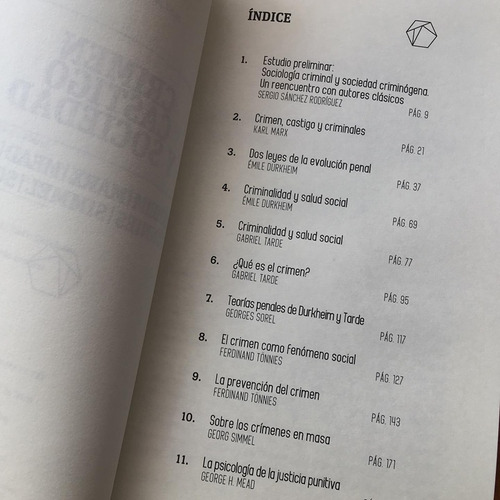 ÍNDICE
1. Estudio preliminar:
Sociología criminal y sociedad criminógena.
Un reencuentro con autores clásicos
SERGIO SÁNCHEZ RODRÍGUEZ
PÁG. 9
2. Crimen, castigo y criminales
KARL MARX
PÁG. 21
3. Dos leyes de la evolución penal
ÉMILE DURKHEIM
PÁG. 37
4. Criminalidad y salud social
ÉMILE DURKHEIM
PÁG. 69
5. Criminalidad y salud social
GABRIEL TARDE
PÁG. 77
6. ¿Qué es el crimen?
GABRIEL TARDE
PÁG. 95
7. Teorías penales de Durkheim y Tarde
GEORGES SOREL
PÁG. 117
8. El crimen como fenómeno social
FERDINAND TÖNNIES
PÁG. 127
9. La prevención del crimen
FERDINAND TÖNNIES
PÁG. 143
10. Sobre los crímenes en masa
GEORG SIMMEL
PÁG. 171
11. La psicología de la justicia punitiva
GEORGE H. MEAD